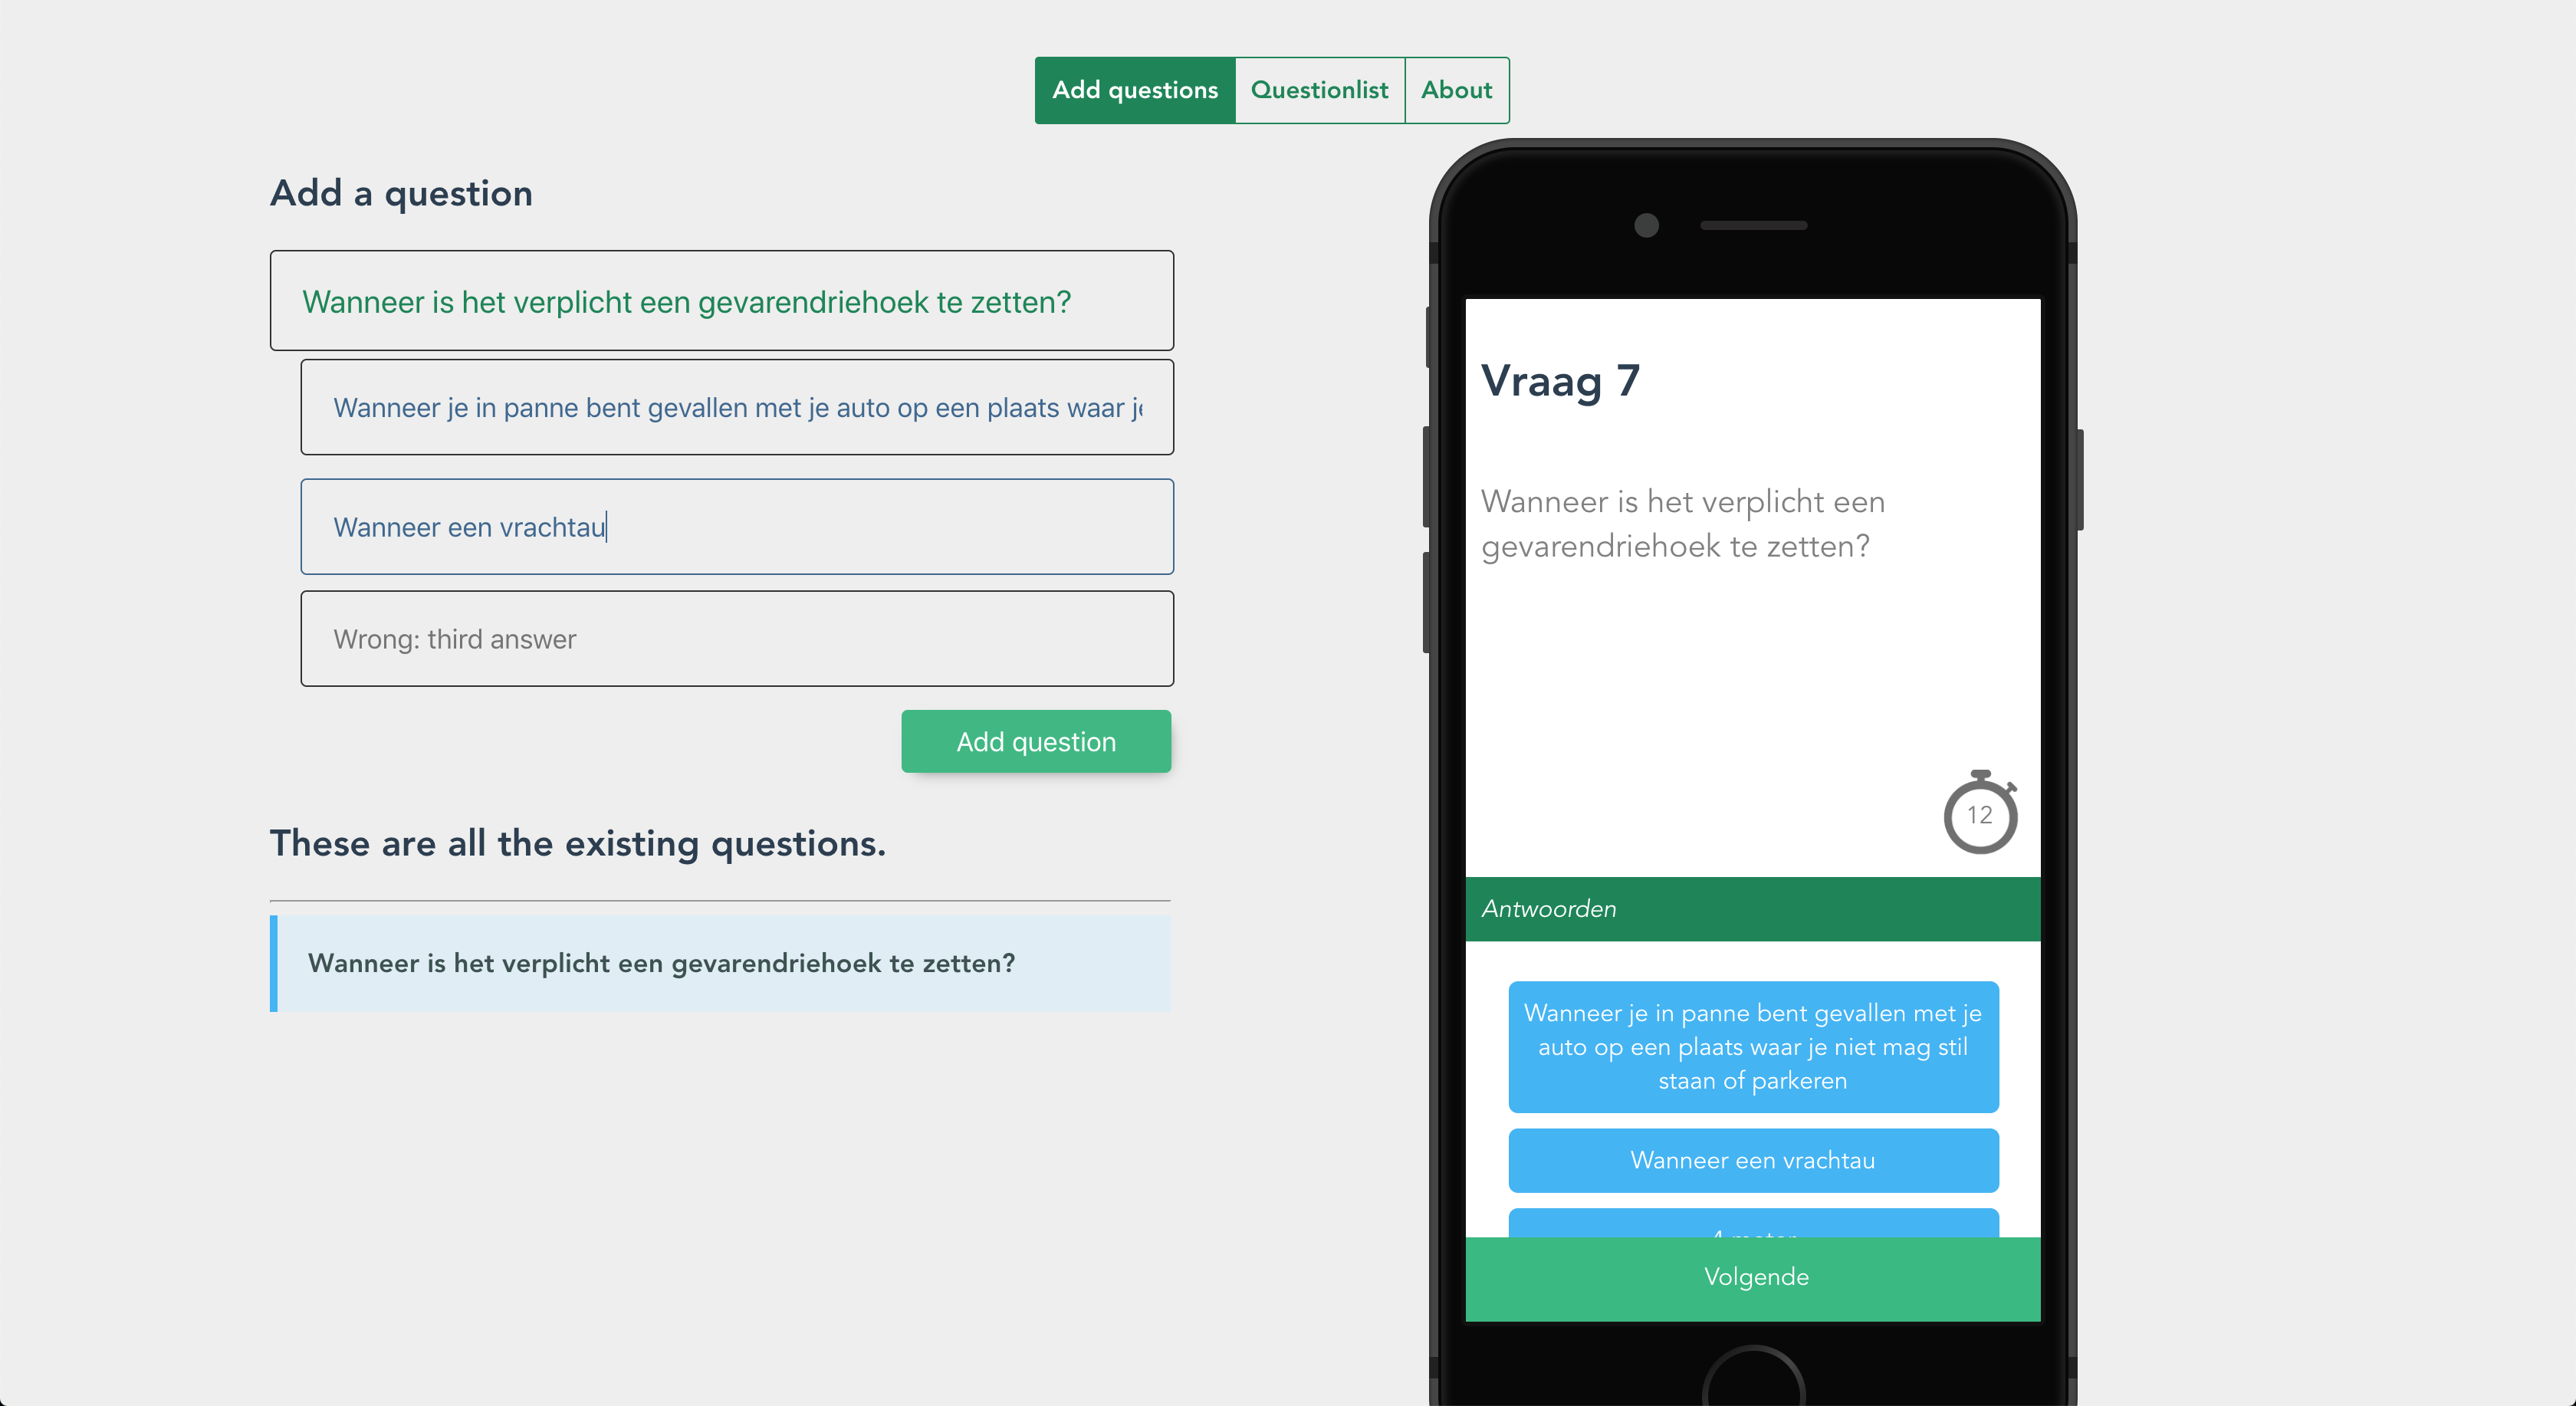 Add questions
Questionlist
About
Add a question
Wanneer is het verplicht een gevarendriehoek te zetten?
Wanneer je in panne bent gevallen met je auto op een plaats waar je
Wanneer een vrachtau
Wrong: third answer
Add question
These are all the existing questions.
Wanneer is het verplicht een gevarendriehoek te zetten?
Vraag 7
Wanneer is het verplicht een
gevarendriehoek te zetten?
12
Antwoorden
Wanneer je in panne bent gevallen met je
auto op een plaats waar je niet mag stil
staan of parkeren
Wanneer een vrachtau
4 meter
Volgende